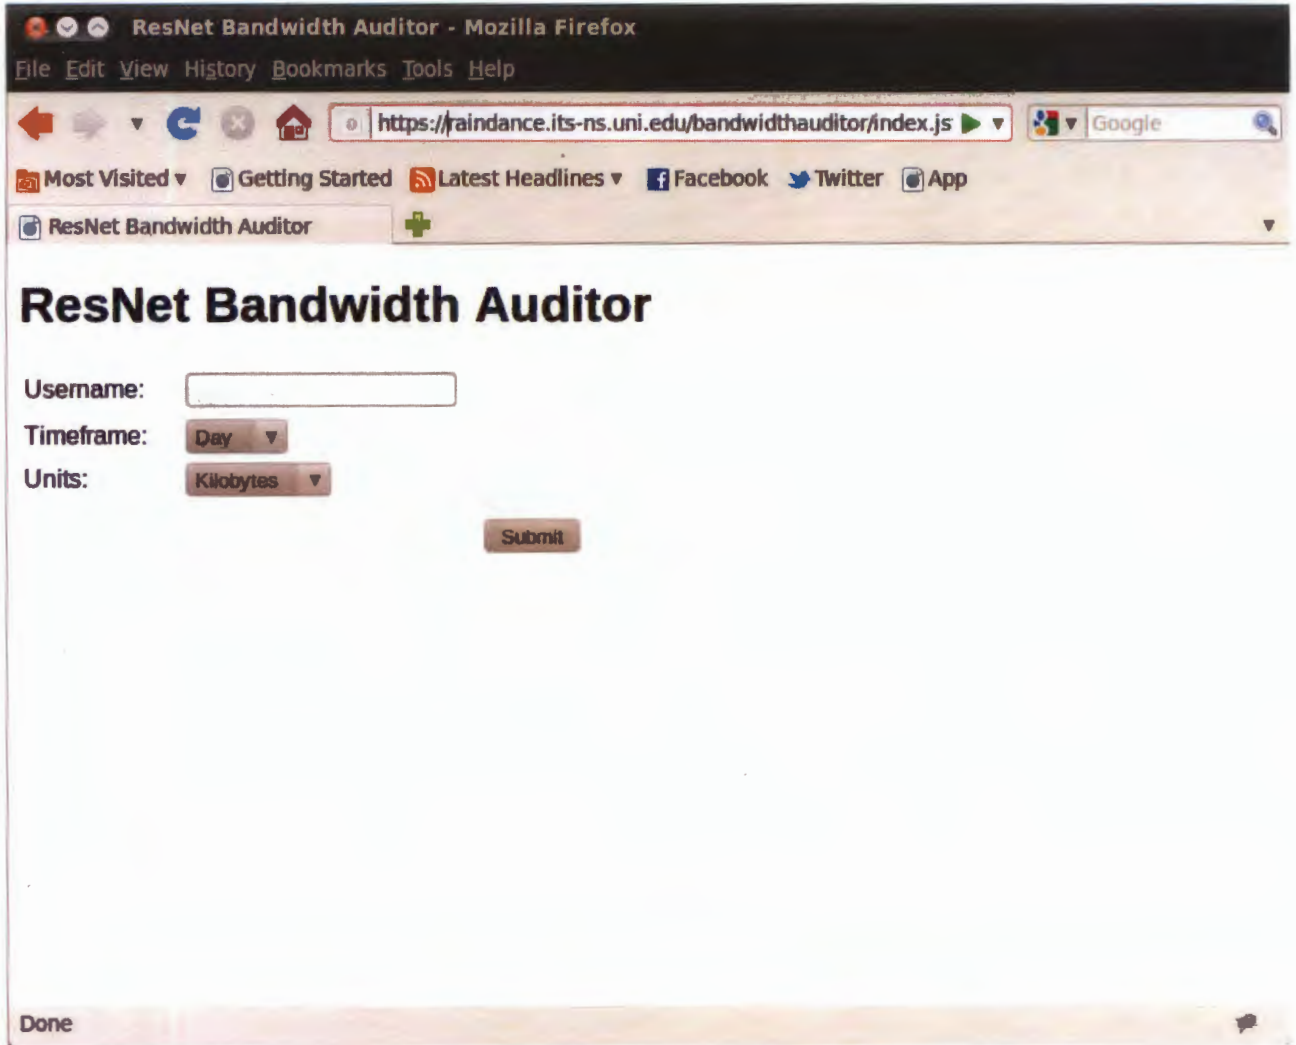 ResNet Bandwidth Auditor - Mozilla Firefox
File Edit View History Bookmarks Tools Help
https://raindance.its-ns.uni.edu/bandwidthauditor/index.js Google
Most Visited Getting Started Latest Headlines Facebook Twitter App
ResNet Bandwidth Auditor
ResNet Bandwidth Auditor
Username:
Timeframe: Day
Units: Kilobytes
Submit
Done